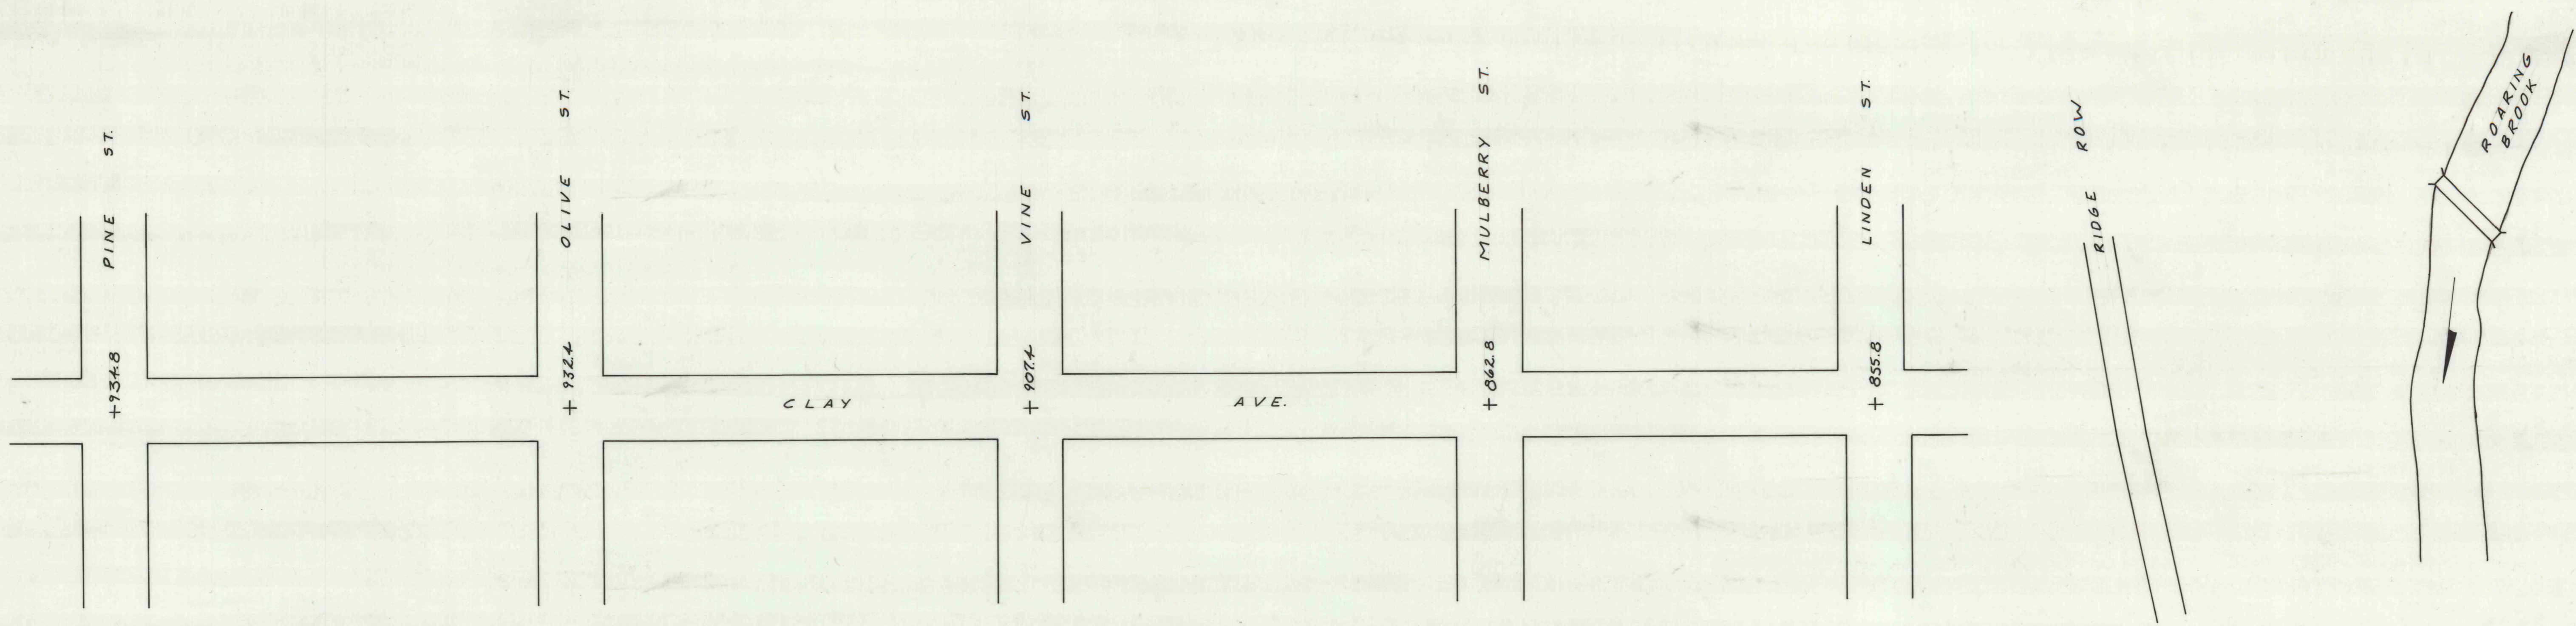 PINE ST.
OLIVE ST.
VINE ST.
MULBERRY ST.
LINDEN ST.
RIDGE ROW
ROARING
BROOK
+934.8
+ 932.4
+ 907.4
+ 862.8
+ 855.8
CLAY AVE.